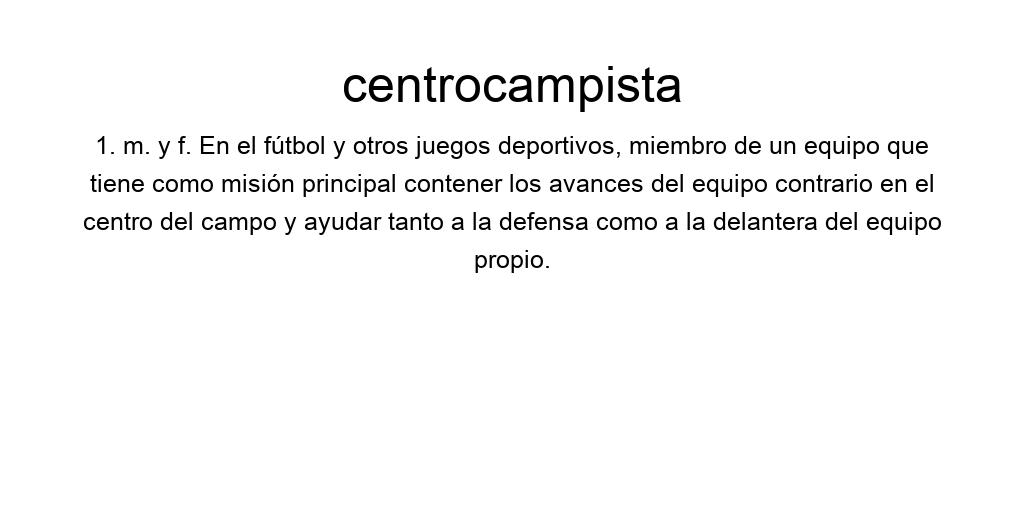 centrocampista
1. m. y f. En el fútbol y otros juegos deportivos, miembro de un equipo que
tiene como misión principal contener los avances del equipo contrario en el
centro del campo y ayudar tanto a la defensa como a la delantera del equipo
propio.